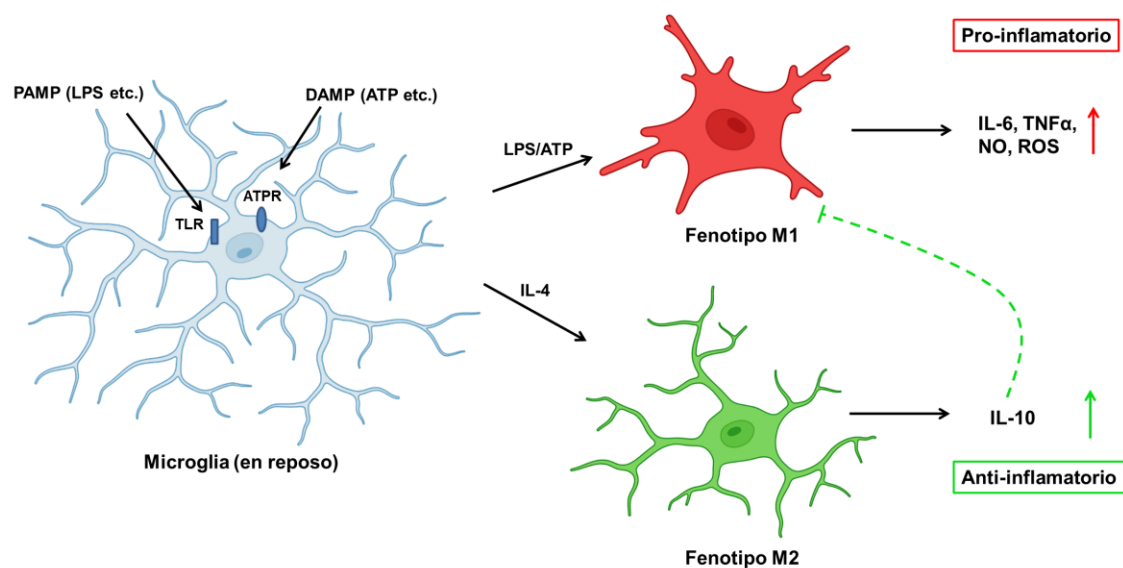 PAMP (LPS etc.)
DAMP (ATP etc.)
TLR
ATPR
Microglia (en reposo)
LPS/ATP
IL-4
Fenotipo M1
Fenotipo M2
Pro-inflamatorio
IL-6, TNFα,
NO, ROS
IL-10
Anti-inflamatorio